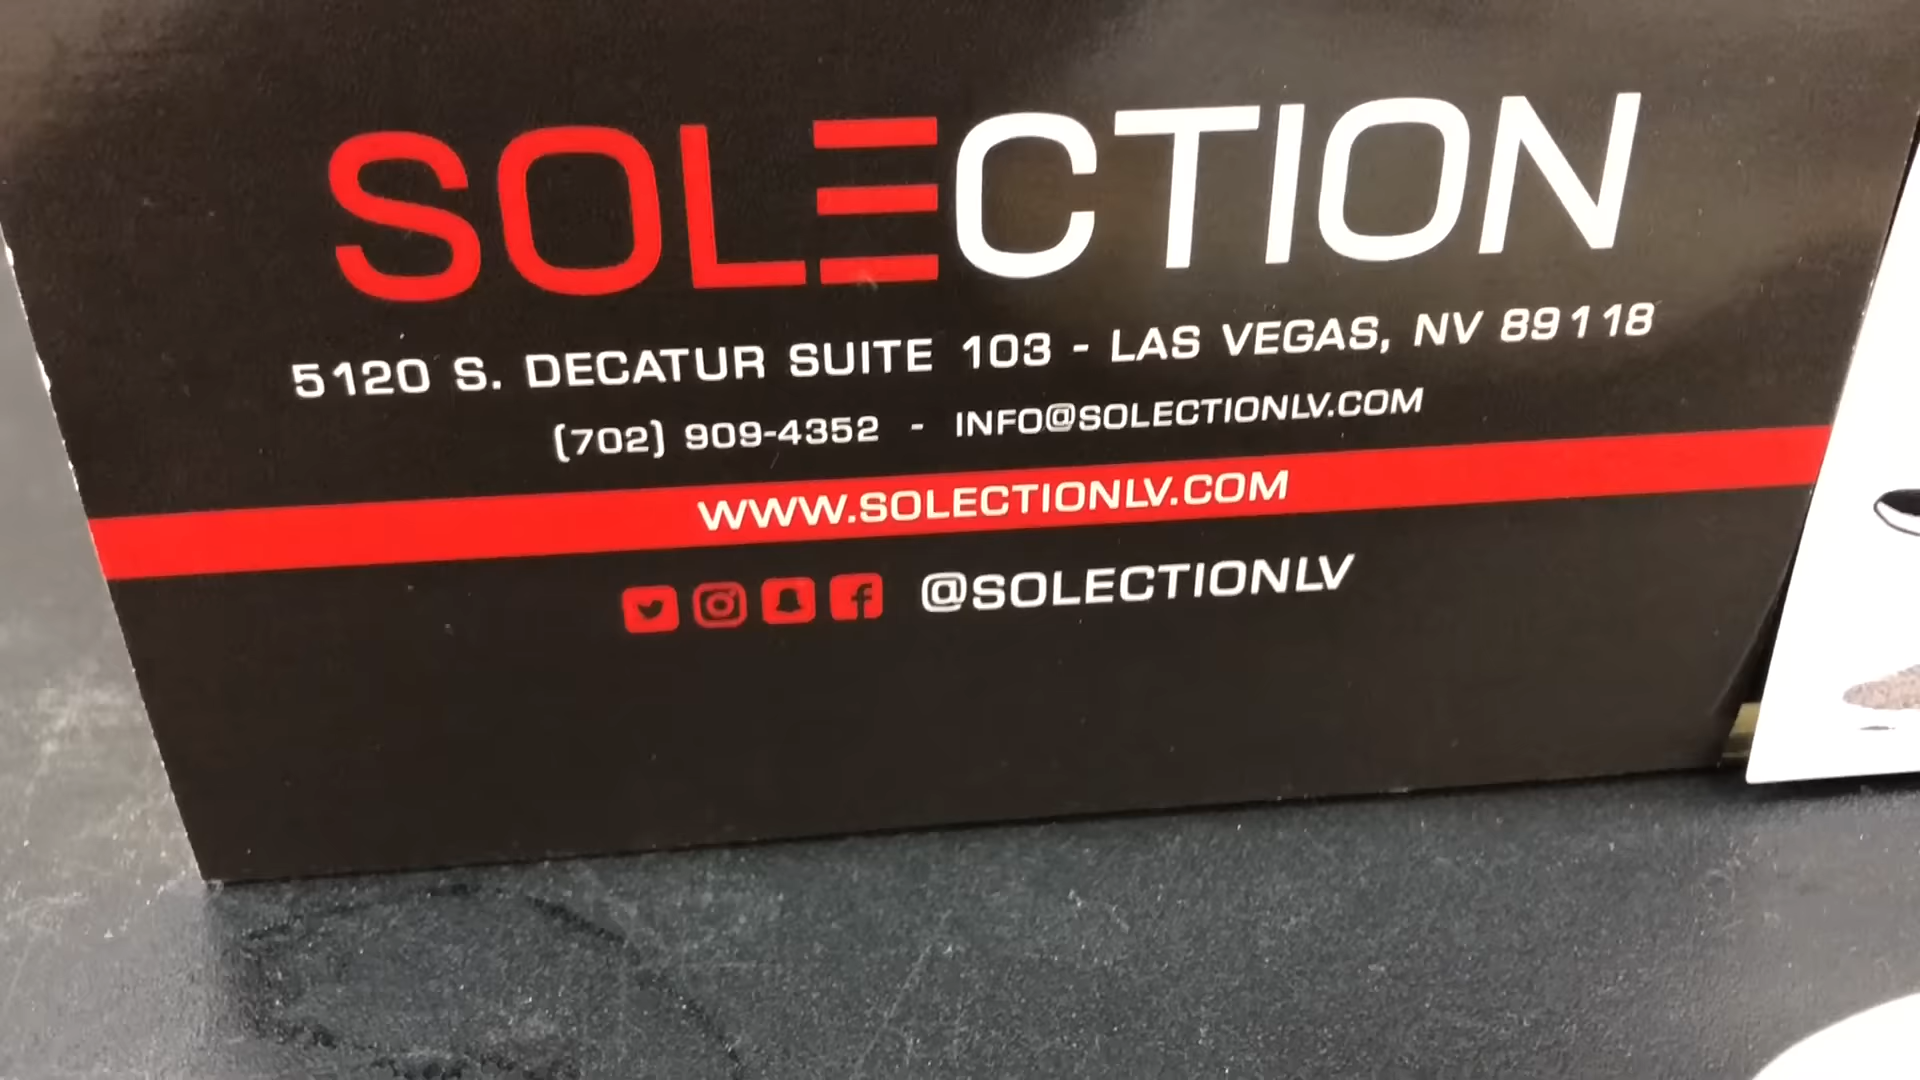 SOLECTION
5120 S. DECATUR SUITE 103 - LAS VEGAS, NV 89118
(702) 909-4352 - INFO@SOLECTIONLV.COM
WWW.SOLECTIONLV.COM
@SOLECTIONLV